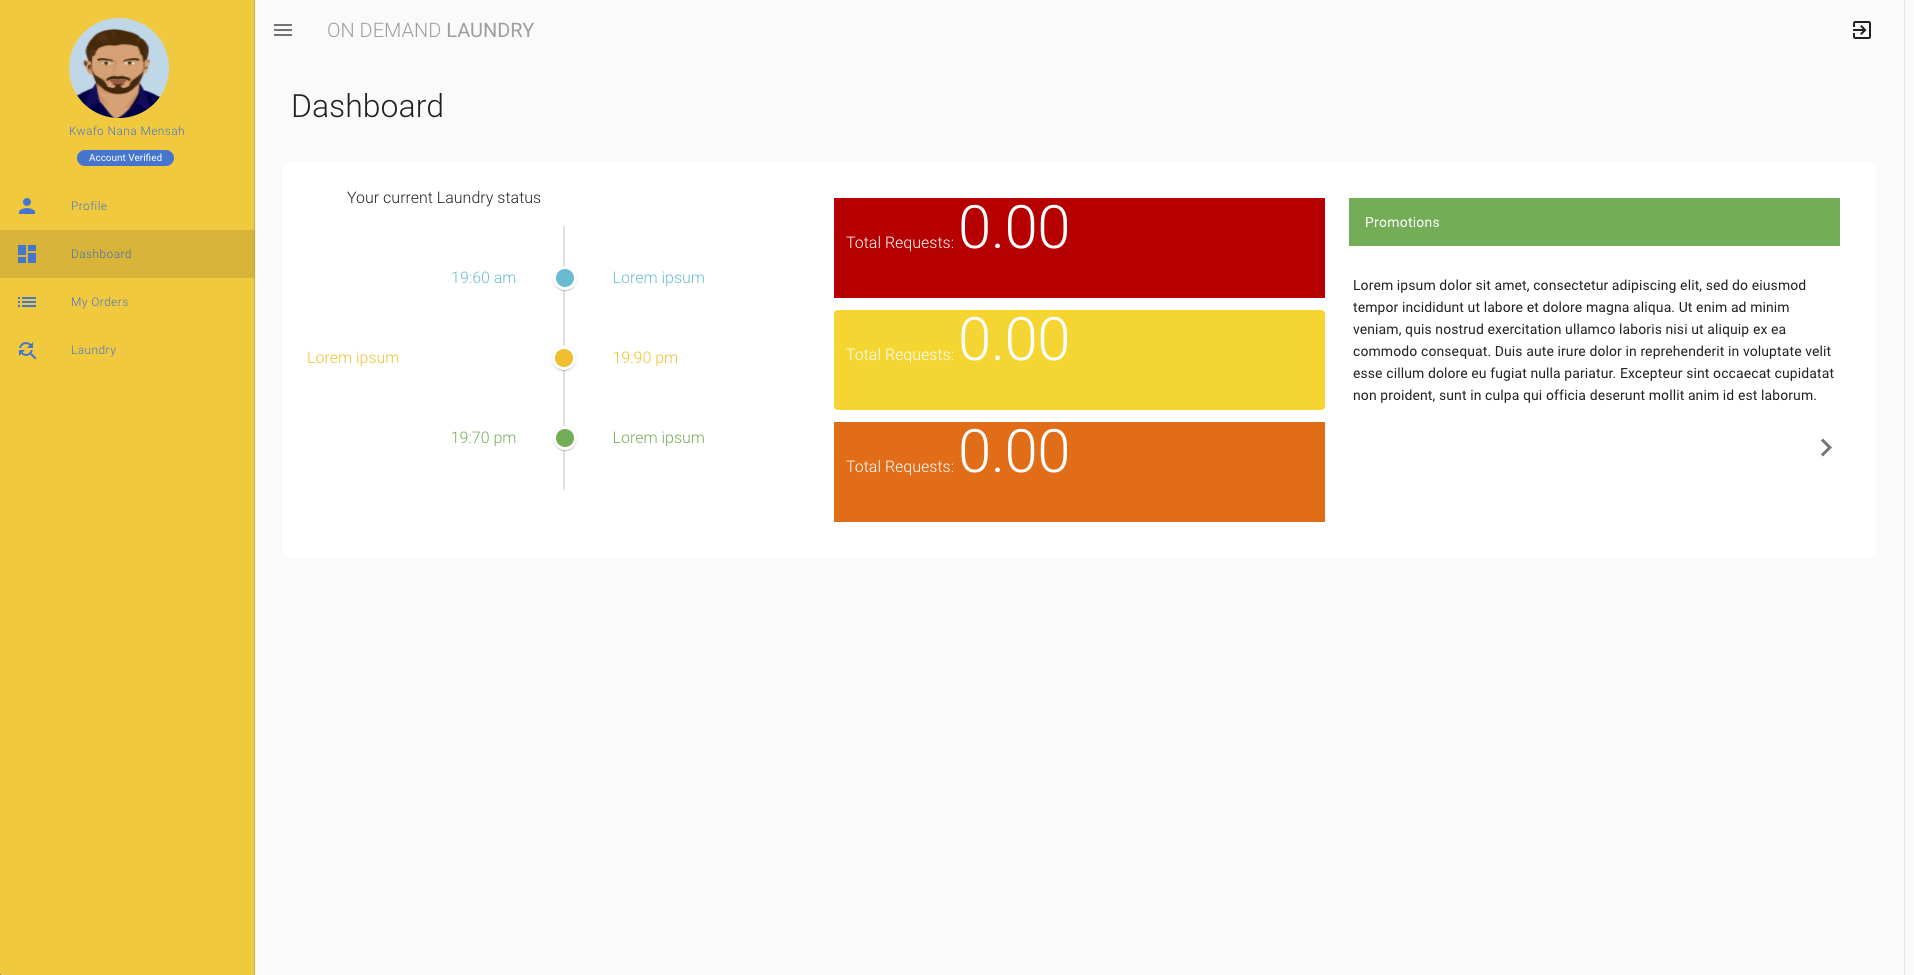 Kwafo Nana Mensah
Account Verified
Profile
Dashboard
My Orders
Laundry
ON DEMAND LAUNDRY
Dashboard
Your current Laundry status
19:60 am
Lorem ipsum
Lorem ipsum
19:90 pm
19:70 pm
Lorem ipsum
Total Requests: 0.00
Total Requests: 0.00
Total Requests: 0.00
Promotions
Lorem ipsum dolor sit amet, consectetur adipiscing elit, sed do eiusmod
tempor incididunt ut labore et dolore magna aliqua. Ut enim ad minim
veniam, quis nostrud exercitation ullamco laboris nisi ut aliquip ex ea
commodo consequat. Duis aute irure dolor in reprehenderit in voluptate velit
esse cillum dolore eu fugiat nulla pariatur. Excepteur sint occaecat cupidatat
non proident, sunt in culpa qui officia deserunt mollit anim id est laborum.